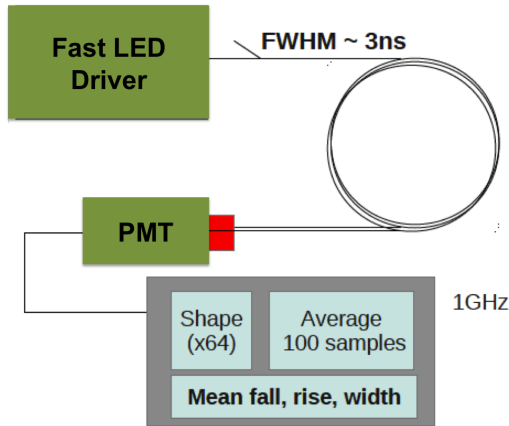 Fast LED
Driver
FWHM ~ 3ns
PMT
1GHz
Shape
(x64)
Average
100 samples
Mean fall, rise, width